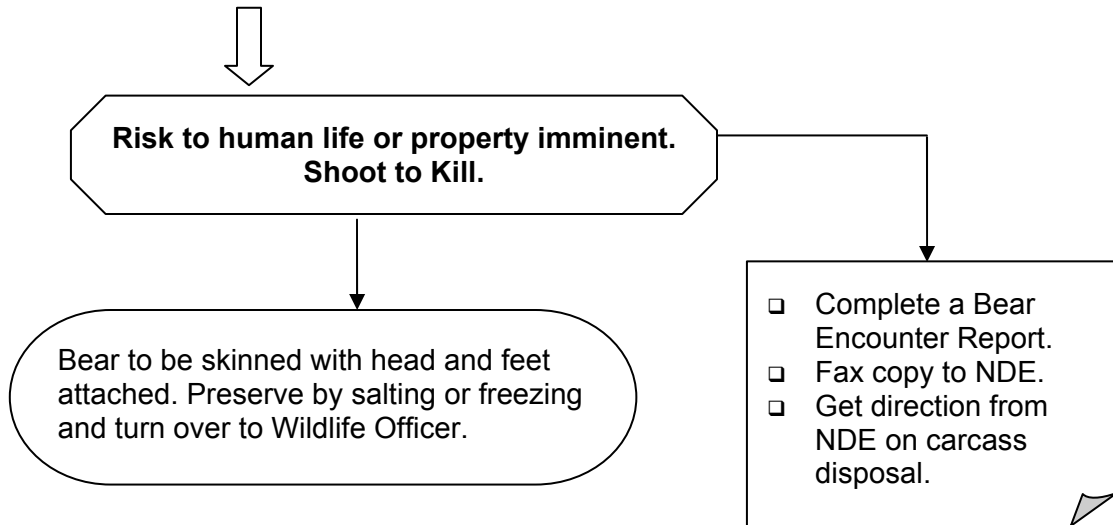 Risk to human life or property imminent.
Shoot to Kill.
Bear to be skinned with head and feet
attached. Preserve by salting or freezing
and turn over to Wildlife Officer.
❑ Complete a Bear
Encounter Report.
❑ Fax copy to NDE.
❑ Get direction from
NDE on carcass
disposal.